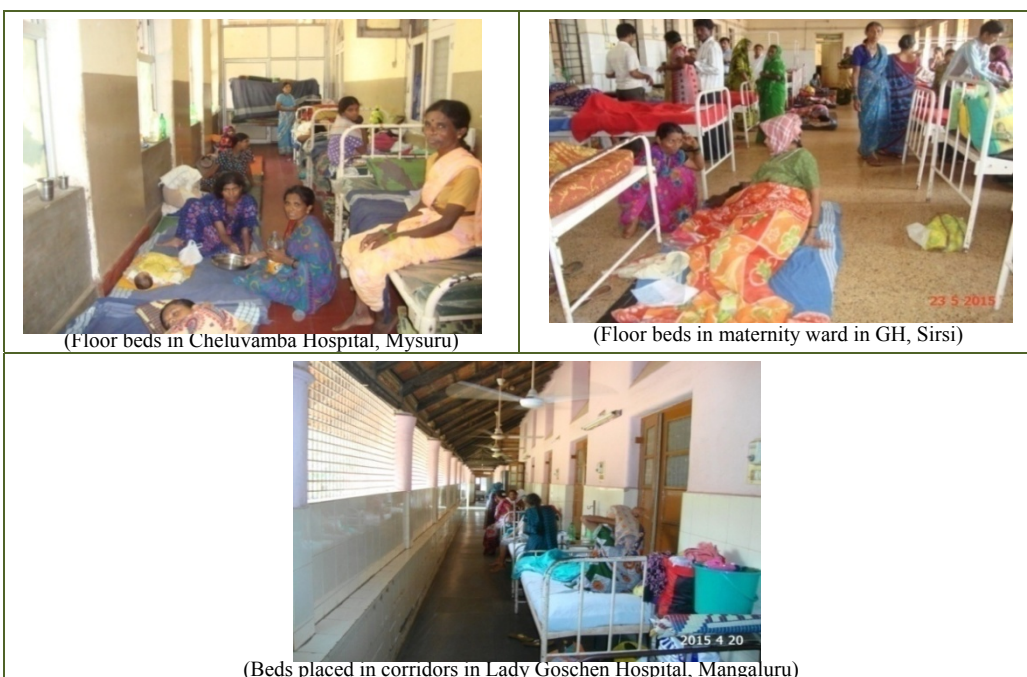 (Floor beds in Cheluvamba Hospital, Mysuru)
(Floor beds in maternity ward in GH, Sirsi)
23 5 2015
(Beds placed in corridors in Lady Goschen Hospital, Mangaluru)
2015 4 20